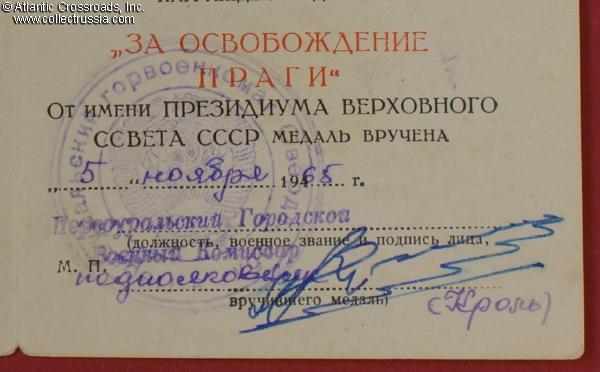 © Atlantic Crossroads, Inc.
www.collectrussia.com
„ЗА ОСВОБОЖДЕНИЕ
ПРАГИ“
От имени ПРЕЗИДИУМА ВЕРХОВНОГО
ССВЕТА СССР МЕДАЛЬ ВРУЧЕНА
„ 5 “ ноября 1965 г.
Первоуральский Городской
(должность, военное звание и подпись лица,
Военный Комиссар
М. П.
подполковник
вручившего медаль)
(Кроль)